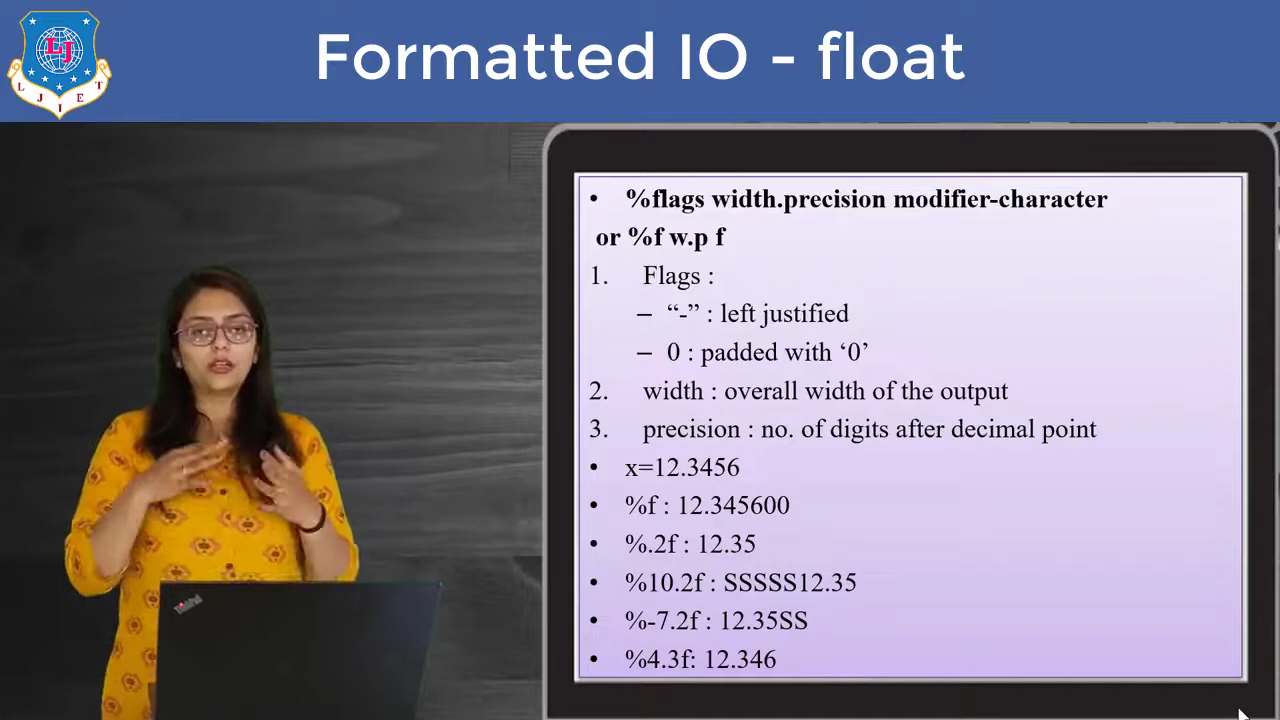 Formatted IO - float
LJ
L J I E T
• %flags width.precision modifier-character
or %f w.p f
1. Flags :
– “-” : left justified
– 0 : padded with ‘0’
2. width : overall width of the output
3. precision : no. of digits after decimal point
• x=12.3456
• %f : 12.345600
• %.2f : 12.35
• %10.2f : SSSSS12.35
• %-7.2f : 12.35SS
• %4.3f: 12.346
ThinkPad